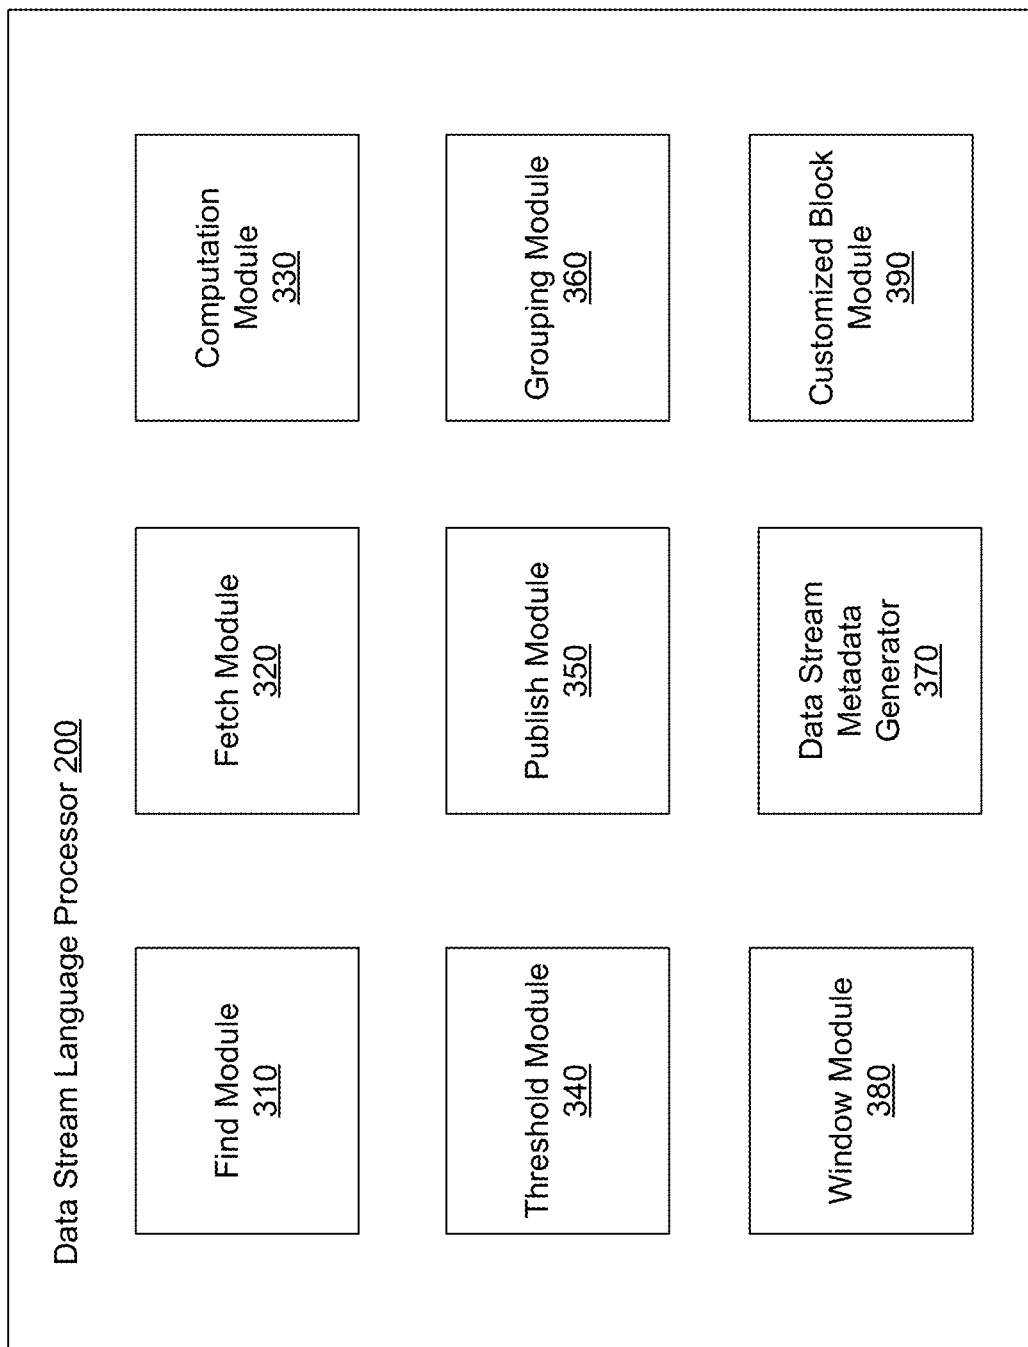 Data Stream Language Processor 200
Find Module
310
Fetch Module
320
Computation
Module
330
Threshold Module
340
Publish Module
350
Grouping Module
360
Window Module
380
Data Stream
Metadata
Generator
370
Customized Block
Module
390